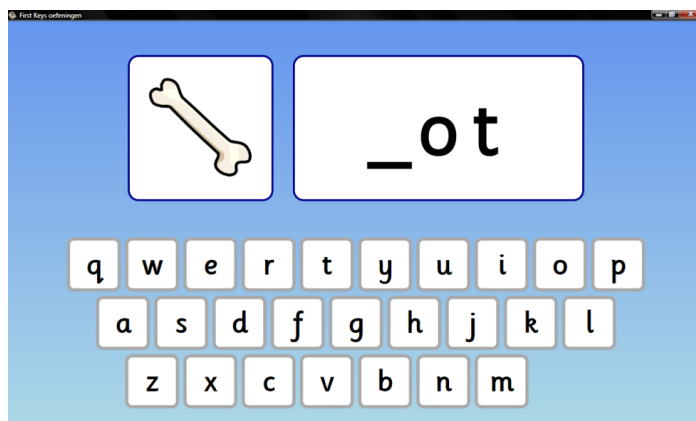 First Keys oefeningen
_ot
q w e r t y u i o p
a s d f g h j k l
z x c v b n m